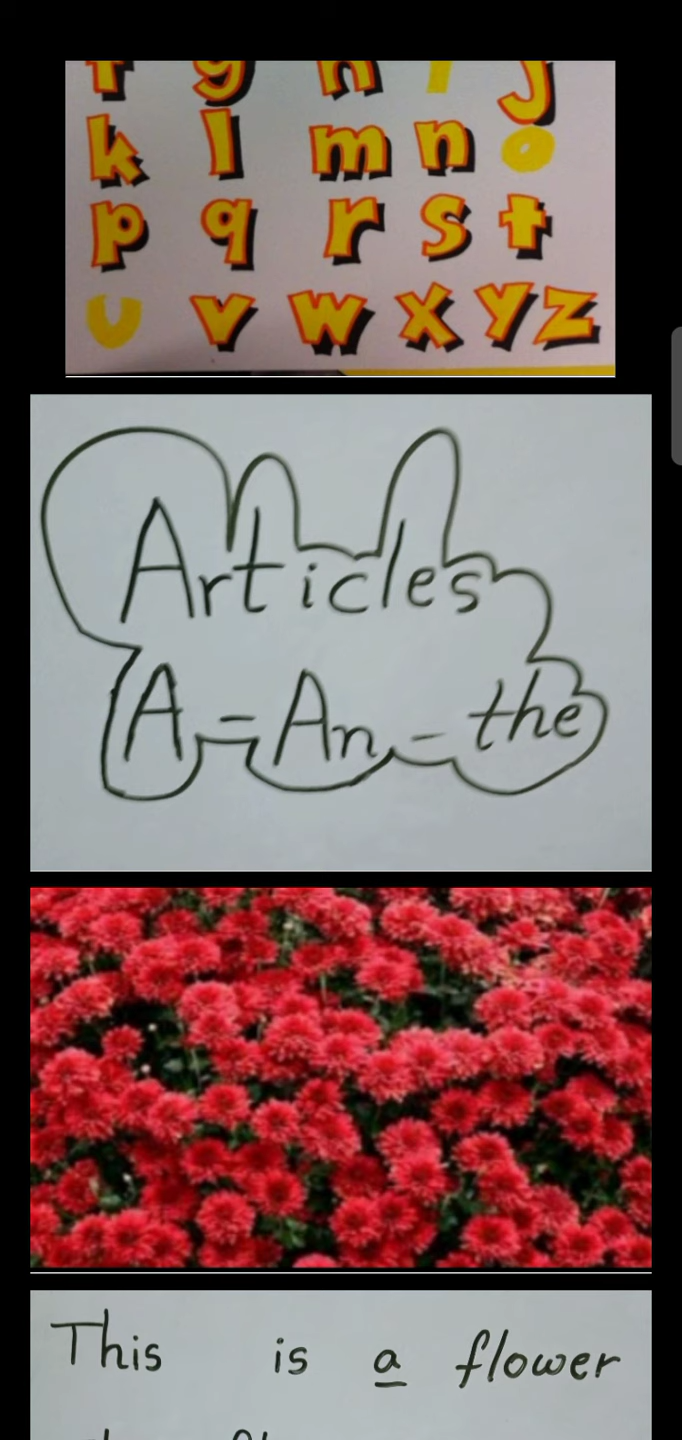 f g h i j
k l m n o
p q r s t
u v w x y z
Articles
A - An - the
This is a flower